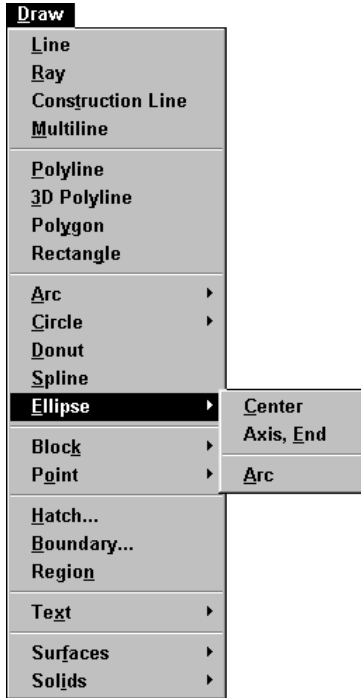 Draw
Line
Ray
Construction Line
Multiline
Polyline
3D Polyline
Polygon
Rectangle
Arc
Circle
Donut
Spline
Ellipse
Center
Axis, End
Arc
Block
Point
Hatch...
Boundary...
Region
Text
Surfaces
Solids